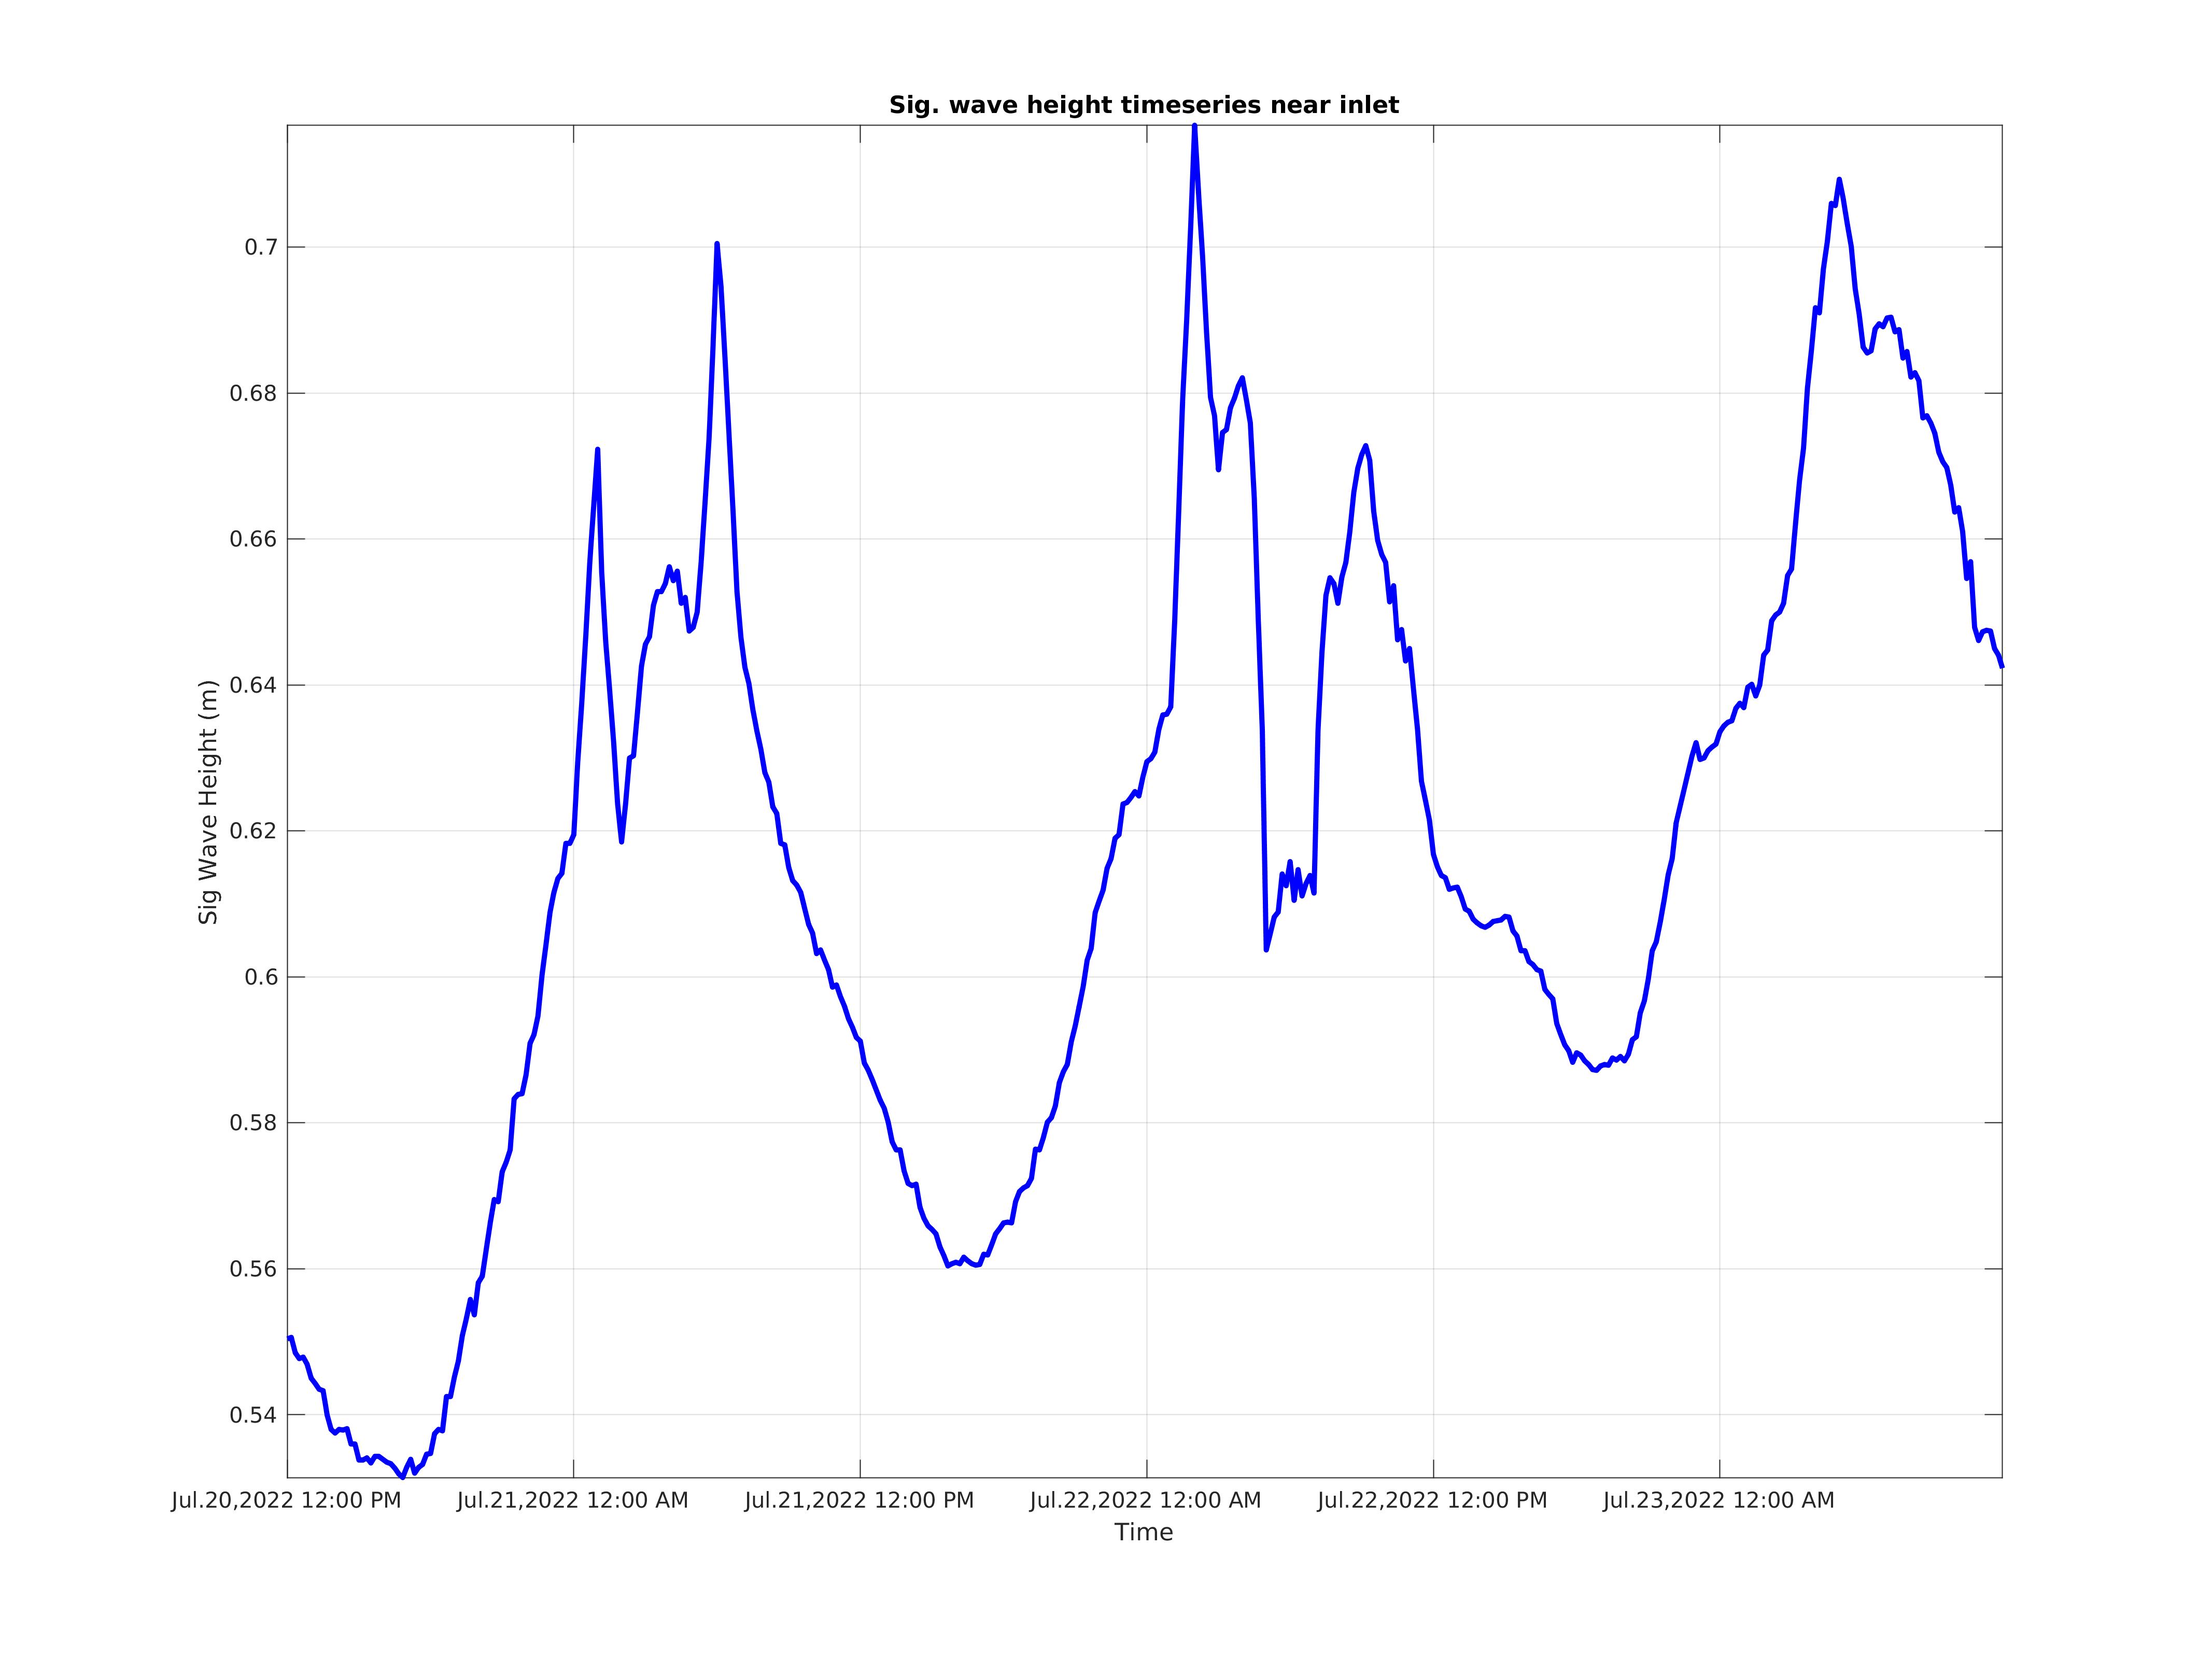 Sig. wave height timeseries near inlet
0.7
0.68
0.66
0.64
0.62
0.6
0.58
0.56
0.54
Sig Wave Height (m)
Jul.20,2022 12:00 PM Jul.21,2022 12:00 AM Jul.21,2022 12:00 PM Jul.22,2022 12:00 AM Jul.22,2022 12:00 PM Jul.23,2022 12:00 AM
Time